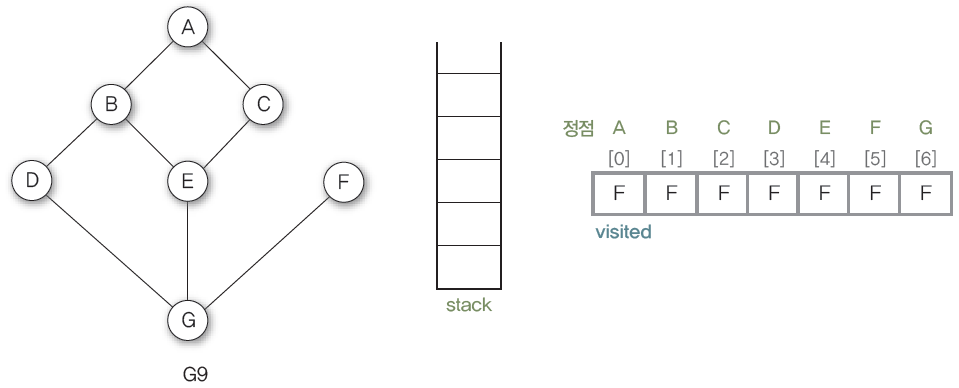 A
B
C
D
E
F
G
G9
stack
정점 A B C D E F G
[0] [1] [2] [3] [4] [5] [6]
F F F F F F F
visited